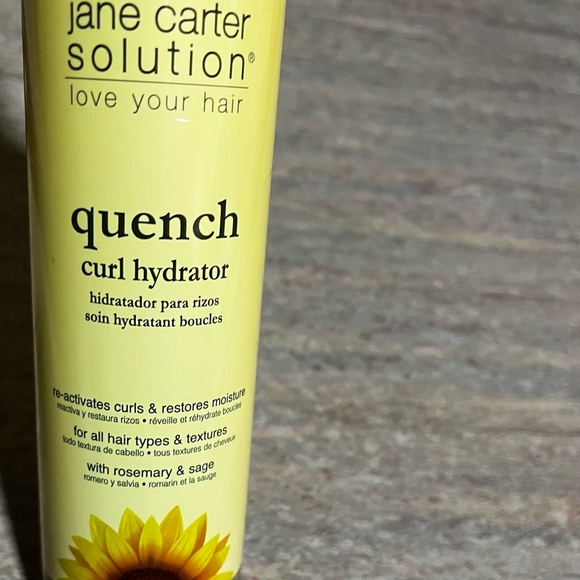 jane carter
solution®
love your hair
quench
curl hydrator
hidratador para rizos
soin hydratant boucles
re-activates curls & restores moisture
reactiva y restaura rizos • réveille et réhydrate boucles
for all hair types & textures
todo textura de cabello • tous textures de cheveux
with rosemary & sage
romero y salvia • romarin et la sauge